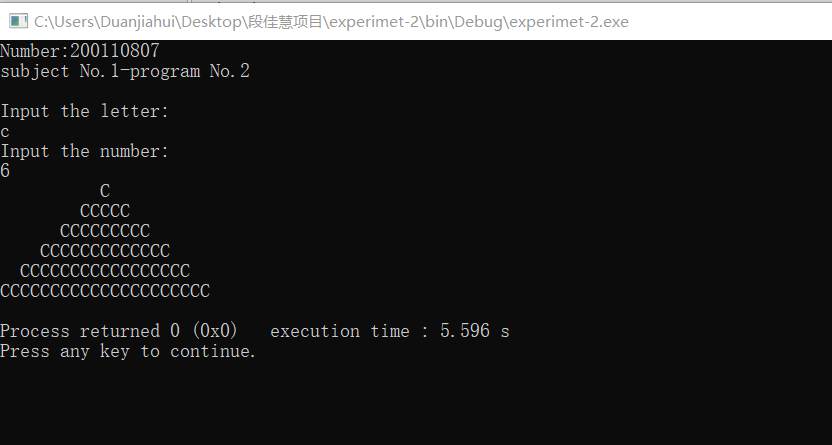 C:\Users\Duanjiahui\Desktop\段佳慧项目\experimet-2\bin\Debug\experimet-2.exe
Number:200110807
subject No.1-program No.2
Input the letter:
c
Input the number:
6
          C
        CCCCC
      CCCCCCCCC
    CCCCCCCCCCCCC
  CCCCCCCCCCCCCCCCC
CCCCCCCCCCCCCCCCCCCCC
Process returned 0 (0x0)   execution time : 5.596 s
Press any key to continue.